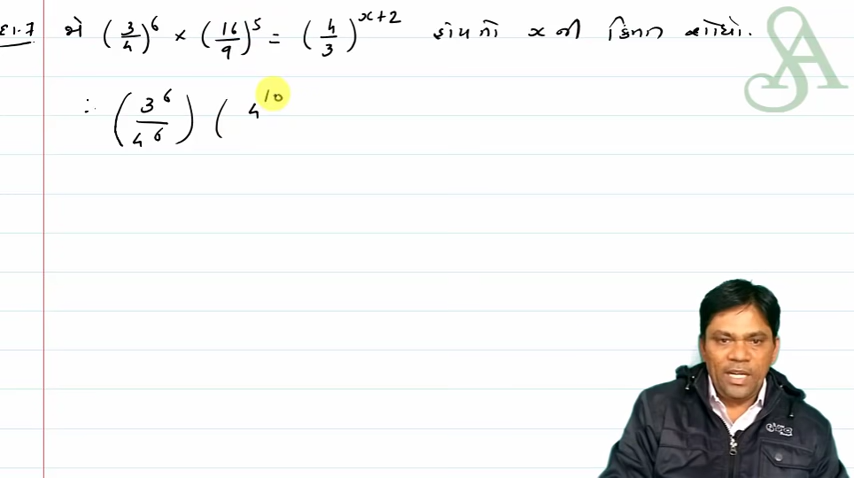 દા.7 જો (3/4)^6 × (16/9)^5 = (4/3)^(x+2) હોય તો x ની કિંમત શોધો.
∴ (3^6/4^6) (4^10